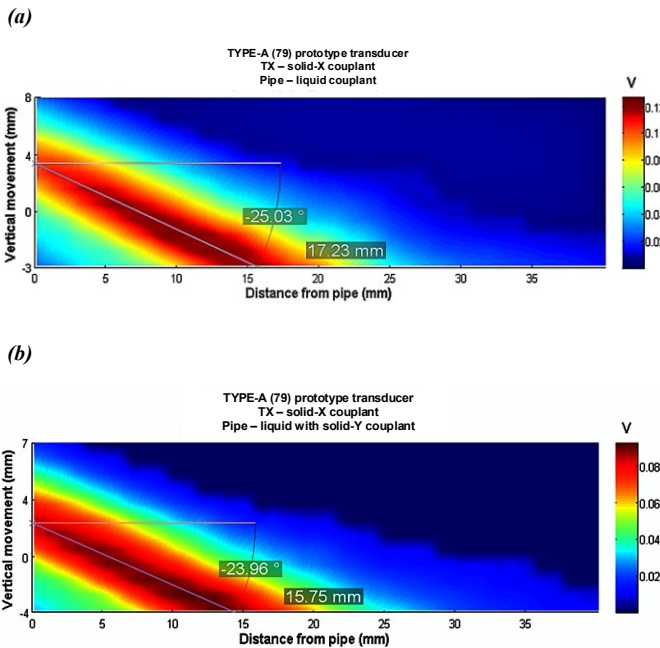 (a)
TYPE-A (79) prototype transducer
TX – solid-X couplant
Pipe – liquid couplant
V
8
4
0
-3
Vertical movement (mm)
-25.03 °
17.23 mm
0.1
0 5 10 15 20 25 30 35
Distance from pipe (mm)
(b)
TYPE-A (79) prototype transducer
TX – solid-X couplant
Pipe – liquid with solid-Y couplant
V
7
4
0
-4
Vertical movement (mm)
-23.96 °
15.75 mm
0.08
0.06
0.04
0.02
0 5 10 15 20 25 30 35
Distance from pipe (mm)